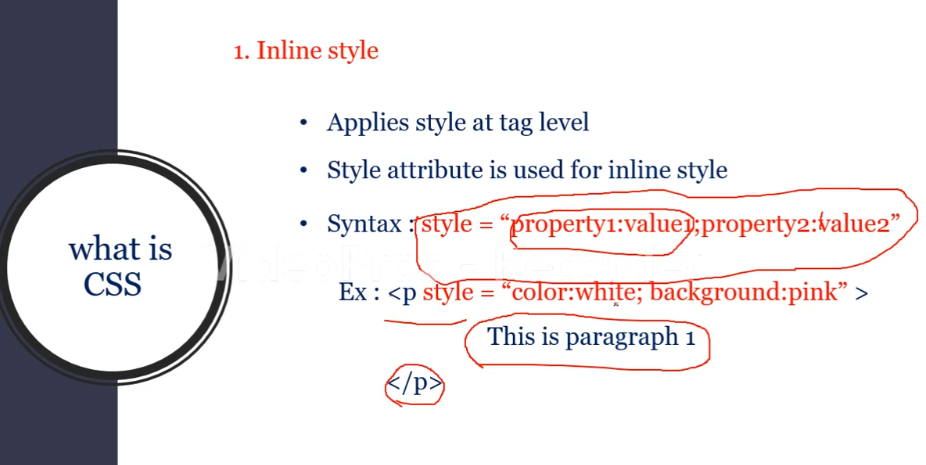 1. Inline style
• Applies style at tag level
• Style attribute is used for inline style
• Syntax : style = “property1:value1;property2:value2”
what is
CSS
Ex : <p style = “color:white; background:pink” >
This is paragraph 1
</p>